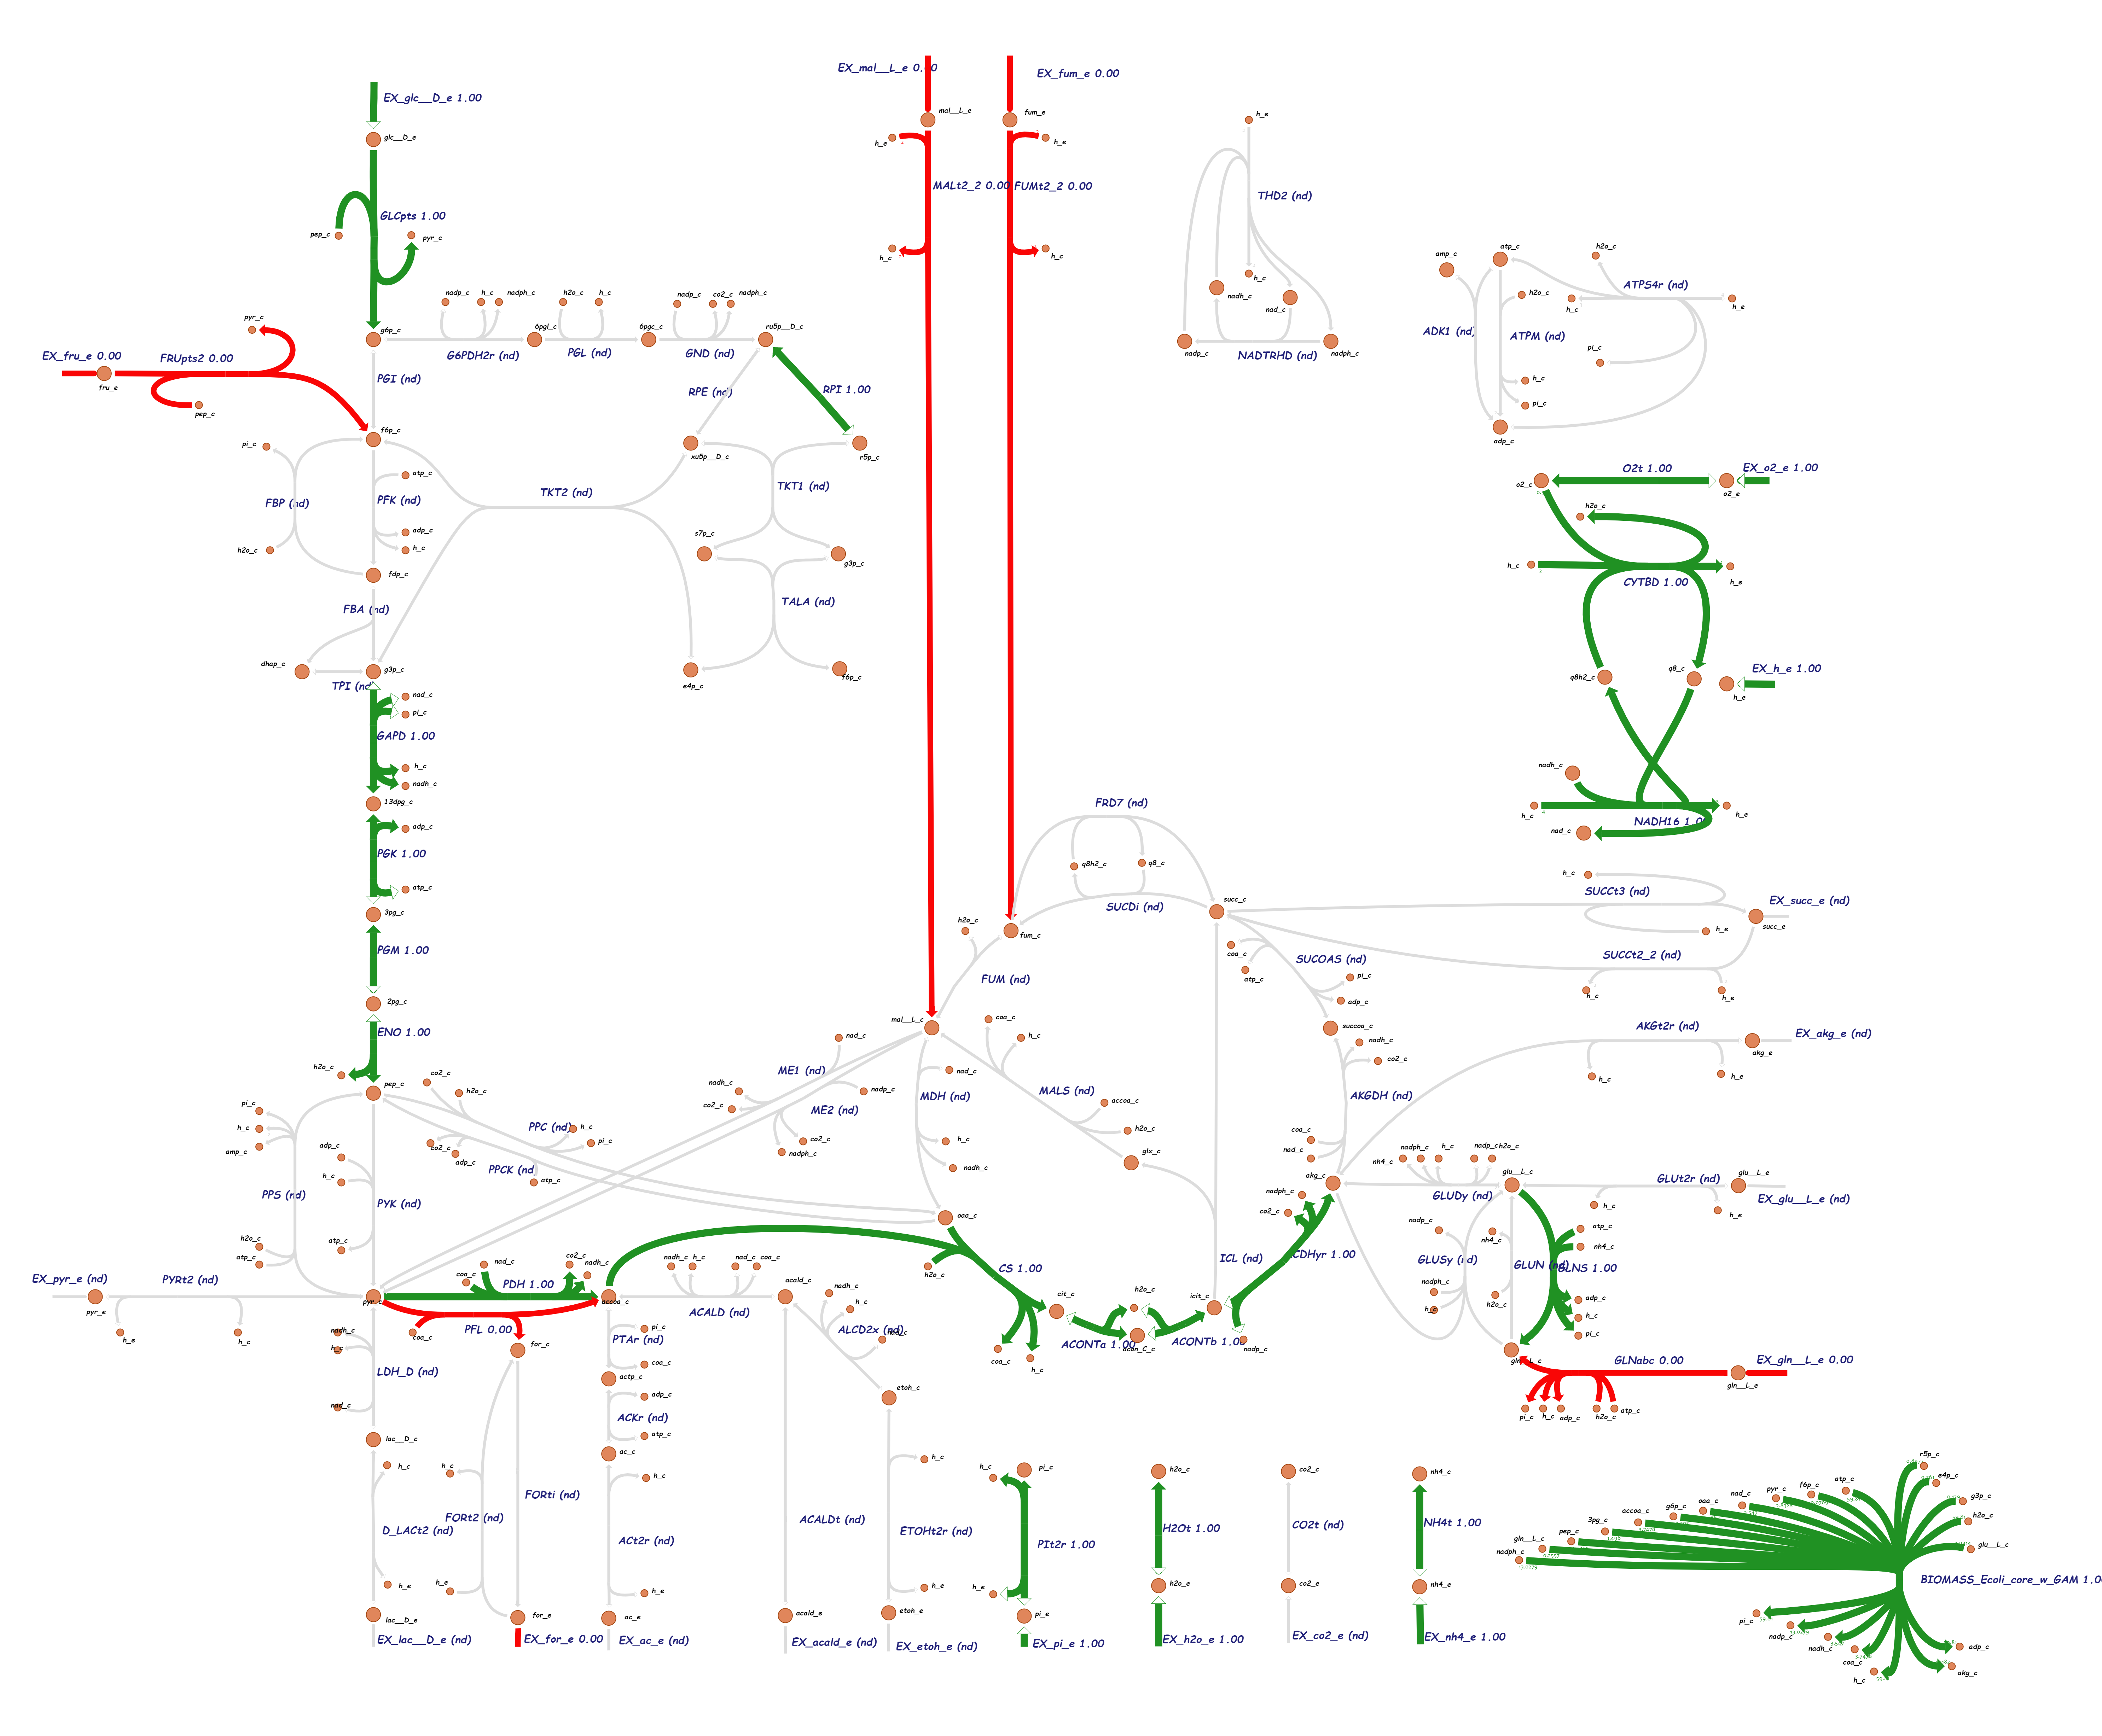 EX_mal__L_e 0.00
EX_fum_e 0.00
EX_glc__D_e 1.00
mal__L_e
fum_e
h_e
glc__D_e
h_e
h_e
MALt2_2 0.00
FUMt2_2 0.00
THD2 (nd)
GLCpts 1.00
pep_c
pyr_c
h_c
h_c
h_c
nadh_c
nad_c
nadp_c
nadph_c
NADTRHD (nd)
amp_c
atp_c
h2o_c
h2o_c
h_c
ATPS4r (nd)
h_e
ADK1 (nd)
ATPM (nd)
pi_c
h_c
pi_c
adp_c
nadp_c
h_c
nadph_c
h2o_c
h_c
nadp_c
co2_c
nadph_c
pyr_c
g6p_c
6pgl_c
6pgc_c
ru5p__D_c
G6PDH2r (nd)
PGL (nd)
GND (nd)
EX_fru_e 0.00
FRUpts2 0.00
fru_e
pep_c
PGI (nd)
RPE (nd)
RPI 1.00
f6p_c
xu5p__D_c
r5p_c
pi_c
atp_c
FBP (nd)
PFK (nd)
TKT2 (nd)
TKT1 (nd)
adp_c
h_c
h2o_c
s7p_c
g3p_c
fdp_c
FBA (nd)
TALA (nd)
dhap_c
g3p_c
TPI (nd)
e4p_c
f6p_c
O2t 1.00
EX_o2_e 1.00
o2_c
o2_e
h2o_c
h_c
h_e
CYTBD 1.00
q8h2_c
q8_c
EX_h_e 1.00
h_e
nadh_c
h_c
h_e
nad_c
NADH16 1.00
nad_c
pi_c
GAPD 1.00
h_c
nadh_c
13dpg_c
adp_c
PGK 1.00
atp_c
3pg_c
PGM 1.00
2pg_c
ENO 1.00
h2o_c
pep_c
FRD7 (nd)
q8h2_c
q8_c
SUCDi (nd)
succ_c
h2o_c
fum_c
FUM (nd)
mal__L_c
h_c
SUCCt3 (nd)
EX_succ_e (nd)
succ_e
h_e
SUCCt2_2 (nd)
h_c
h_e
coa_c
atp_c
SUCOAS (nd)
pi_c
adp_c
succoa_c
nadh_c
co2_c
AKGDH (nd)
coa_c
nad_c
akg_c
AKGt2r (nd)
EX_akg_e (nd)
akg_e
h_c
h_e
co2_c
h2o_c
PPC (nd)
h_c
pi_c
co2_c
adp_c
PPCK (nd)
atp_c
nad_c
ME1 (nd)
nadh_c
co2_c
nadp_c
ME2 (nd)
co2_c
nadph_c
nad_c
MDH (nd)
h_c
nadh_c
oaa_c
coa_c
h_c
MALS (nd)
accoa_c
h2o_c
glx_c
ICL (nd)
pi_c
h_c
amp_c
PPS (nd)
h2o_c
atp_c
adp_c
h_c
PYK (nd)
atp_c
nadph_c
h_c
nadp_c
h2o_c
nh4_c
glu__L_c
GLUDy (nd)
GLUt2r (nd)
glu__L_e
EX_glu__L_e (nd)
h_c
h_e
nadp_c
GLUSy (nd)
nadph_c
h_c
nh4_c
GLUN (nd)
h2o_c
atp_c
nh4_c
GLNS 1.00
adp_c
h_c
pi_c
gln__L_c
GLNabc 0.00
EX_gln__L_e 0.00
gln__L_e
pi_c
h_c
adp_c
h2o_c
atp_c
EX_pyr_e (nd)
PYRt2 (nd)
pyr_e
h_e
h_c
pyr_c
coa_c
nad_c
PDH 1.00
co2_c
nadh_c
accoa_c
PFL 0.00
coa_c
for_c
nadh_c
h_c
nad_c
coa_c
ACALD (nd)
acald_c
nadh_c
h_c
ALCD2x (nd)
nad_c
etoh_c
h2o_c
CS 1.00
coa_c
h_c
cit_c
ACONTa 1.00
h2o_c
acon_C_c
ACONTb 1.00
icit_c
nadph_c
co2_c
ICDHyr 1.00
nadp_c
nadh_c
h_c
LDH_D (nd)
nad_c
lac__D_c
h_c
D_LACt2 (nd)
h_e
lac__D_e
EX_lac__D_e (nd)
h_c
FORt2 (nd)
h_e
FORti (nd)
for_e
EX_for_e 0.00
PTAr (nd)
pi_c
coa_c
actp_c
adp_c
ACKr (nd)
atp_c
ac_c
h_c
ACt2r (nd)
h_e
ac_e
EX_ac_e (nd)
ACALDt (nd)
acald_e
EX_acald_e (nd)
h_c
ETOHt2r (nd)
h_e
etoh_e
EX_etoh_e (nd)
h_c
pi_c
PIt2r 1.00
h_e
pi_e
EX_pi_e 1.00
h2o_c
H2Ot 1.00
h2o_e
EX_h2o_e 1.00
co2_c
CO2t (nd)
co2_e
EX_co2_e (nd)
nh4_c
NH4t 1.00
nh4_e
EX_nh4_e 1.00
r5p_c
e4p_c
g3p_c
h2o_c
glu__L_c
atp_c
f6p_c
pyr_c
nad_c
oaa_c
g6p_c
accoa_c
3pg_c
pep_c
gln__L_c
nadph_c
BIOMASS_Ecoli_core_w_GAM 1.00
pi_c
nadp_c
nadh_c
coa_c
h_c
adp_c
akg_c